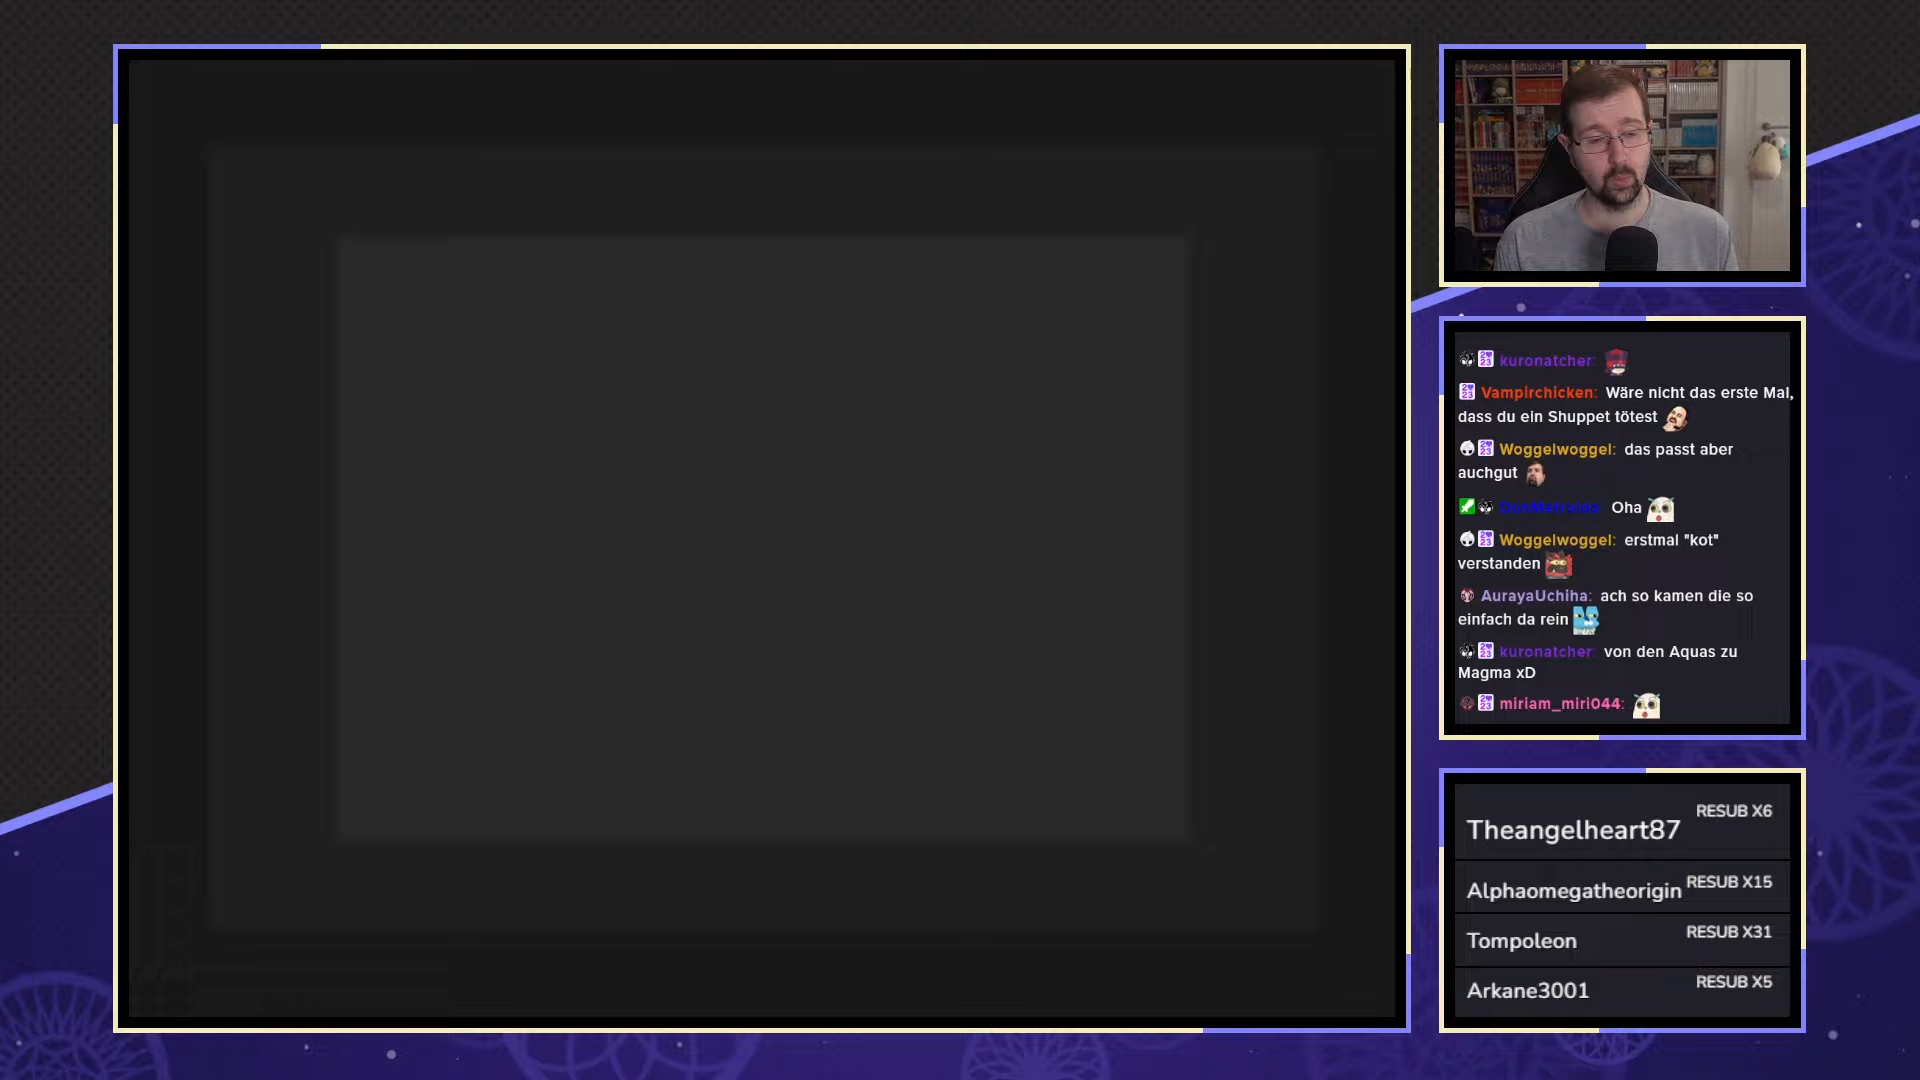 kuronatcher:
Vampirchicken: Wäre nicht das erste Mal,
dass du ein Shuppet tötest
Woggelwoggel: das passt aber
auchgut
Oha
Woggelwoggel: erstmal "kot"
verstanden
AurayaUchiha: ach so kamen die so
einfach da rein
kuronatcher: von den Aquas zu
Magma xD
miriam_miri044:
Theangelheart87 RESUB X6
Alphaomegatheorigin RESUB X15
Tompoleon RESUB X31
Arkane3001 RESUB X5